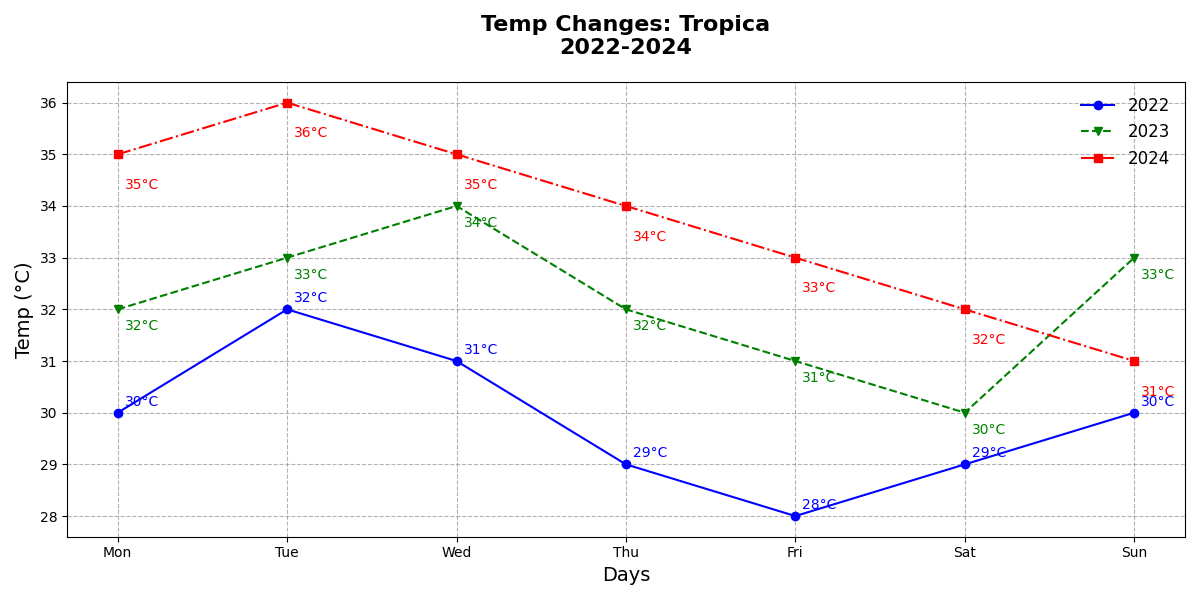 Temp Changes: Tropica
2022-2024
Temp (°C)
36
35
34
33
32
31
30
29
28
2022
2023
2024
35°C
36°C
35°C
34°C
33°C
32°C
31°C
32°C
33°C
34°C
32°C
31°C
30°C
33°C
30°C
32°C
31°C
29°C
28°C
29°C
30°C
Mon Tue Wed Thu Fri Sat Sun
Days